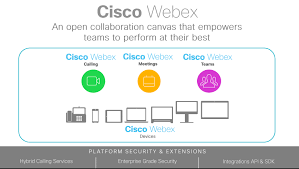 Cisco Webex
An open collaboration canvas that empowers
teams to perform at their best
Cisco Webex Cisco Webex Cisco Webex
Calling Meetings Teams
Cisco Webex
Devices
PLATFORM SECURITY & EXTENSIONS
Hybrid Calling Services Enterprise Grade Security Integrations API & SDK